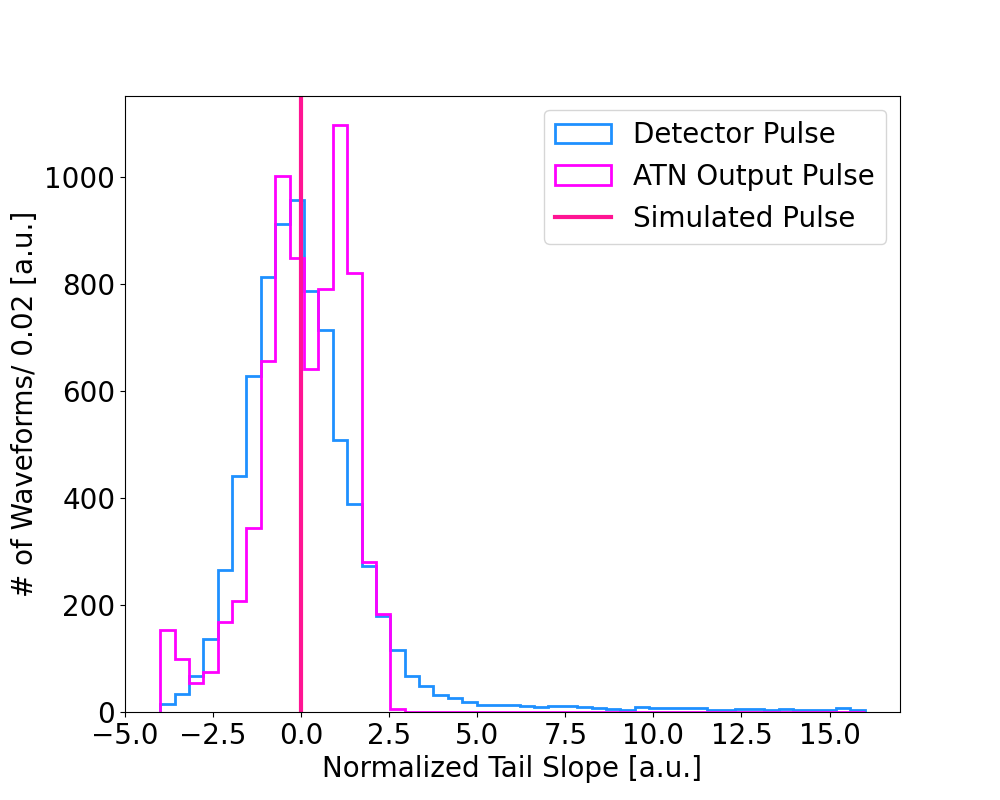 Detector Pulse
ATN Output Pulse
Simulated Pulse
# of Waveforms/ 0.02 [a.u.]
1000
800
600
400
200
0
−5.0 −2.5 0.0 2.5 5.0 7.5 10.0 12.5 15.0
Normalized Tail Slope [a.u.]